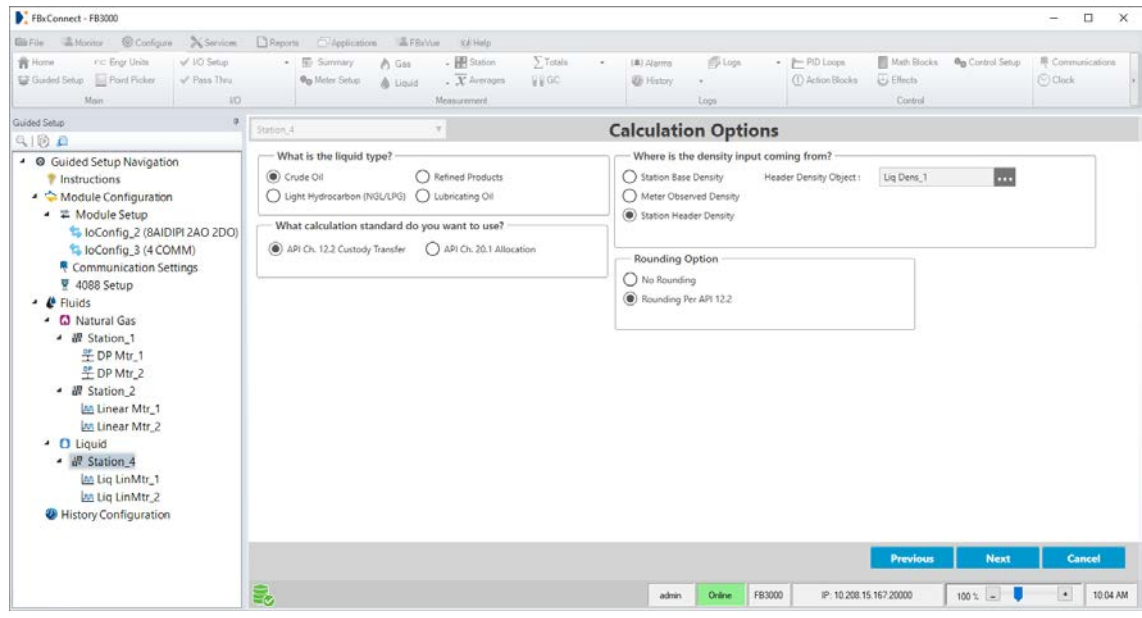 FBxConnect - FB3000
File Monitor Configure Services Reports Applications FBxVue Help
Home Engr Units I/O Setup Summary Gas Station Totals Alarms Logs PID Loops Math Blocks Control Setup Communications
Guided Setup Point Picker Pass Thru Meter Setup Liquid Averages GC History Action Blocks Effects Clock
Main I/O Measurement Logs Control
Guided Setup
Station_4
Calculation Options
Guided Setup Navigation
Instructions
Module Configuration
Module Setup
IoConfig_2 (8AIDIPI 2AO 2DO)
IoConfig_3 (4 COMM)
Communication Settings
4088 Setup
Fluids
Natural Gas
Station_1
DP Mtr_1
DP Mtr_2
Station_2
Linear Mtr_1
Linear Mtr_2
Liquid
Station_4
Liq LinMtr_1
Liq LinMtr_2
History Configuration
What is the liquid type?
Crude Oil Refined Products
Light Hydrocarbon (NGL/LPG) Lubricating Oil
What calculation standard do you want to use?
API Ch. 12.2 Custody Transfer API Ch. 20.1 Allocation
Where is the density input coming from?
Station Base Density Header Density Object : Liq Dens_1 ...
Meter Observed Density
Station Header Density
Rounding Option
No Rounding
Rounding Per API 12.2
Previous Next Cancel
admin Online FB3000 IP: 10.208.15.167:20000 100 % - + 10:04 AM